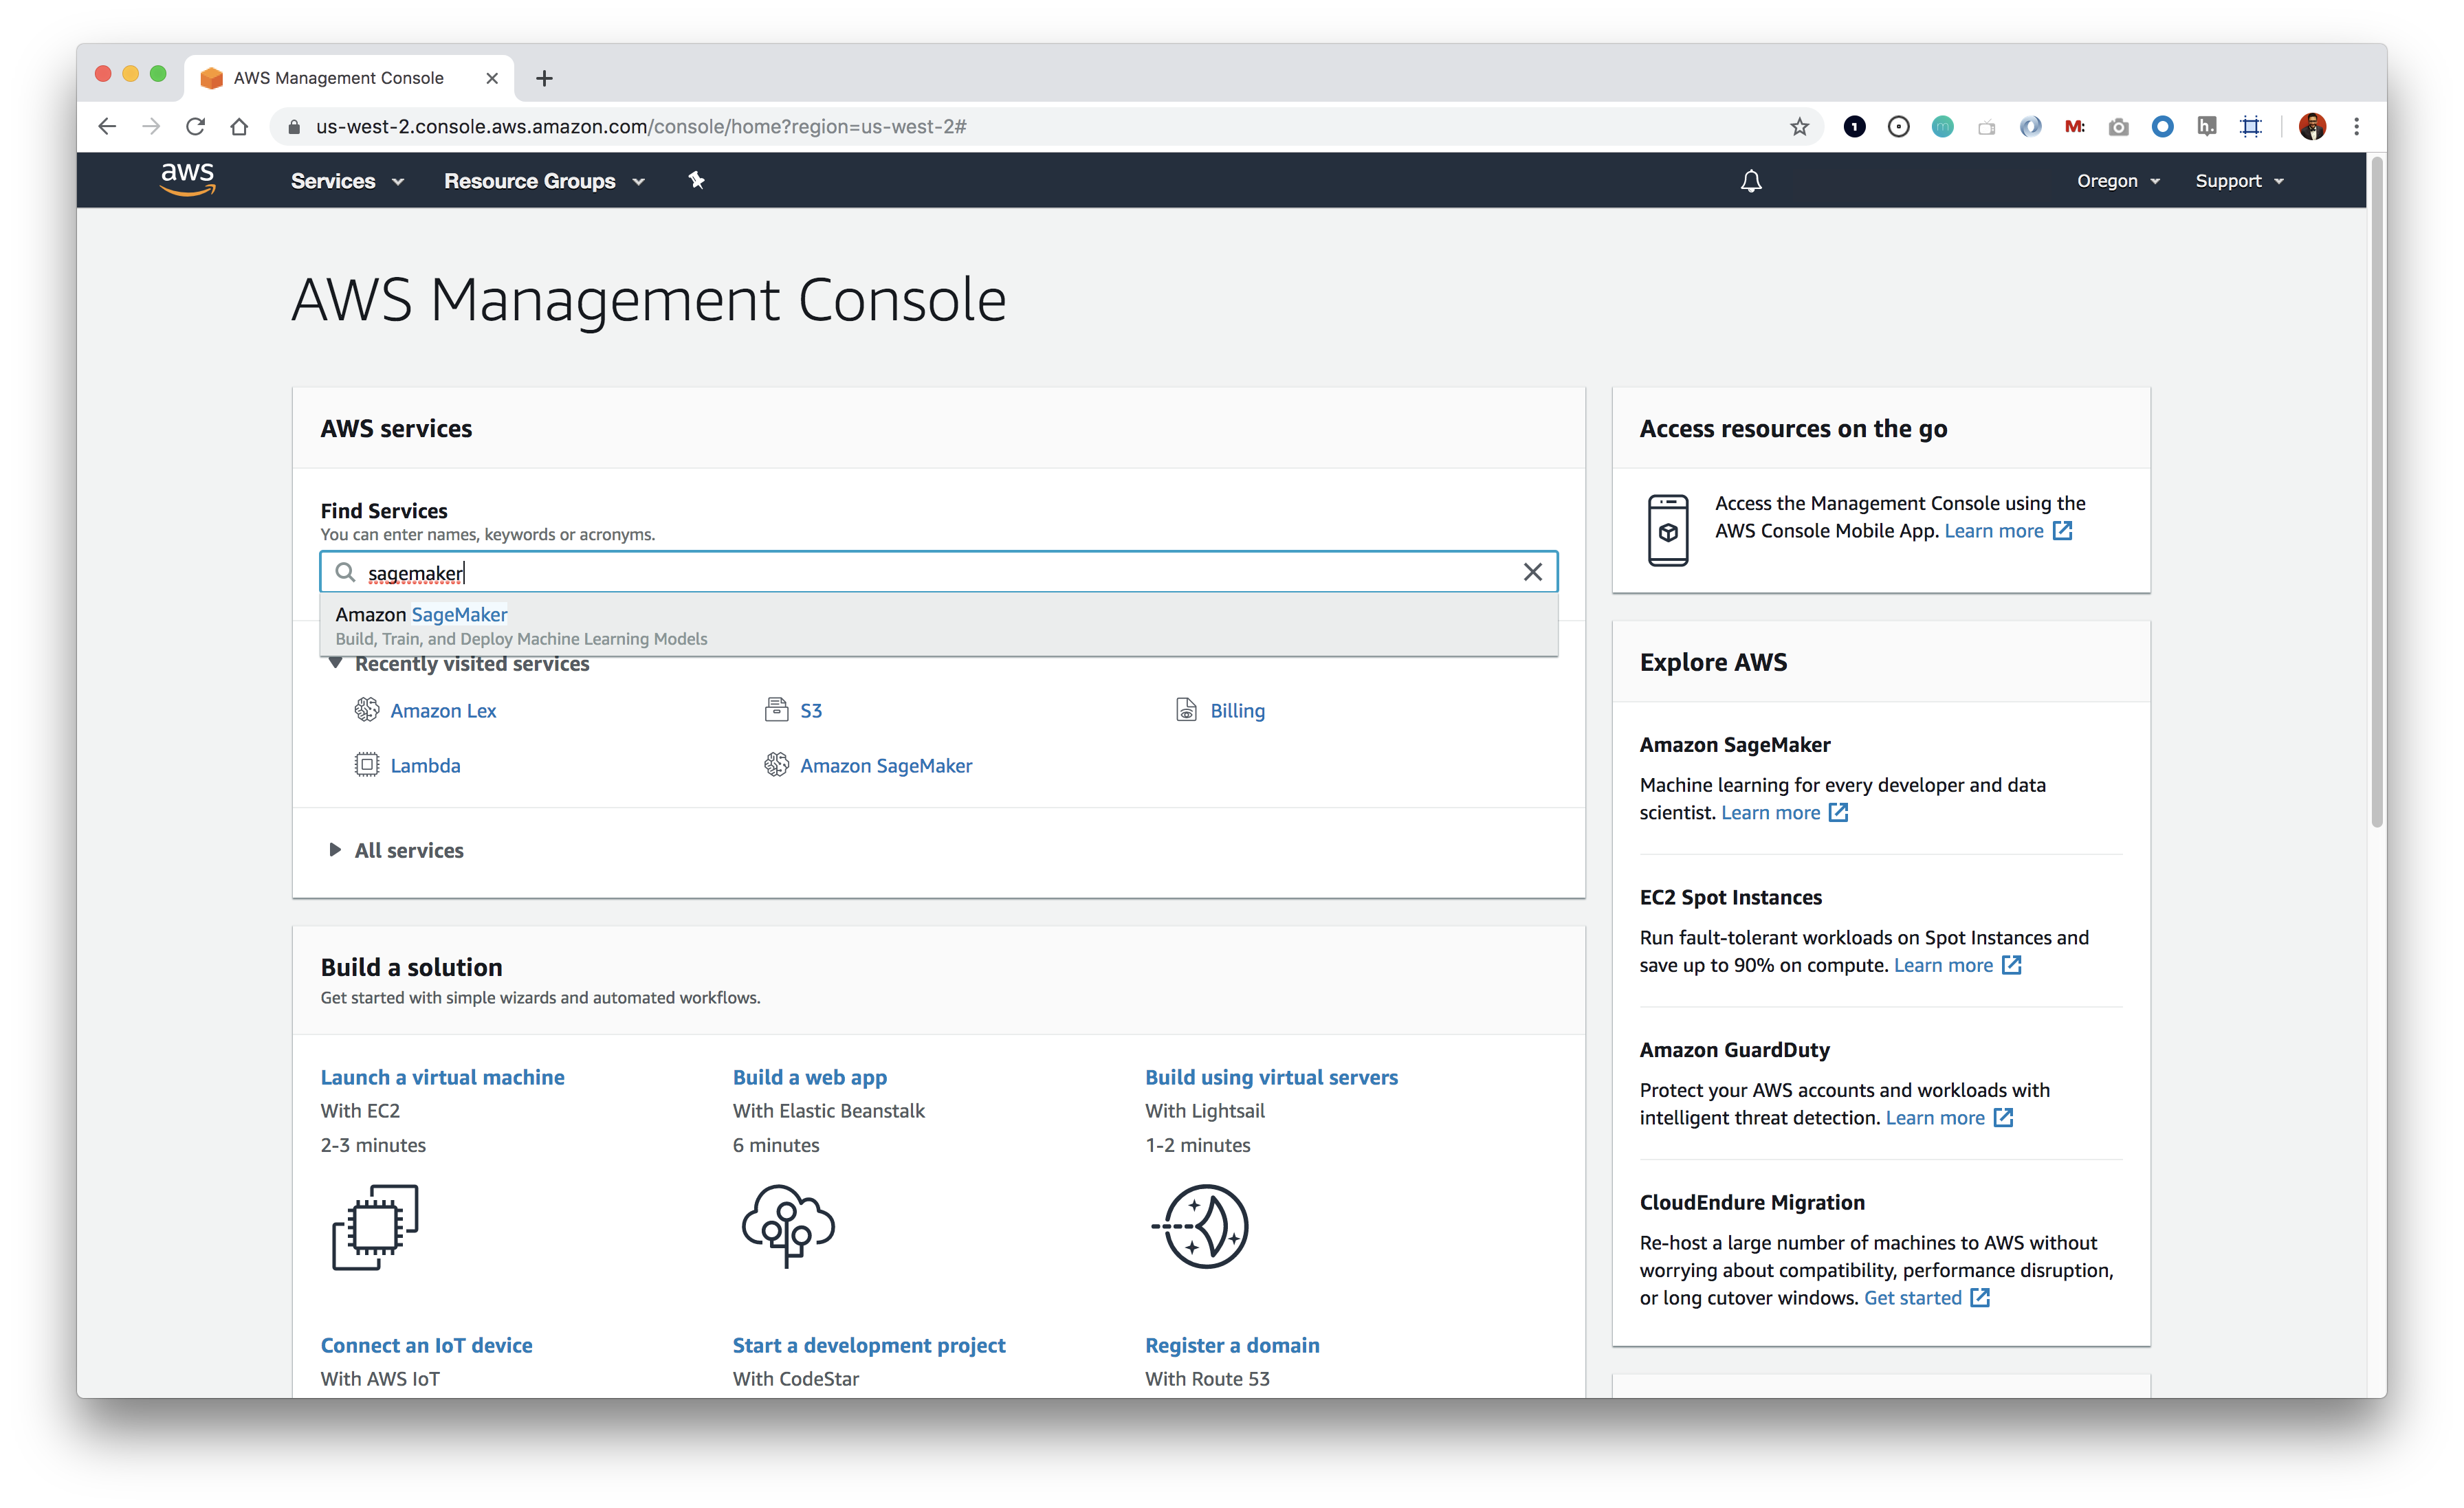 AWS Management Console
us-west-2.console.aws.amazon.com/console/home?region=us-west-2#
1
m
M:
h.
aws
Services
Resource Groups
Oregon
Support
AWS Management Console
AWS services
Find Services
You can enter names, keywords or acronyms.
sagemaker
Amazon SageMaker
Build, Train, and Deploy Machine Learning Models
Recently visited services
Amazon Lex
S3
Billing
Lambda
Amazon SageMaker
All services
Build a solution
Get started with simple wizards and automated workflows.
Launch a virtual machine
With EC2
2-3 minutes
Build a web app
With Elastic Beanstalk
6 minutes
Build using virtual servers
With Lightsail
1-2 minutes
Connect an IoT device
With AWS IoT
Start a development project
With CodeStar
Register a domain
With Route 53
Access resources on the go
Access the Management Console using the
AWS Console Mobile App. Learn more
Explore AWS
Amazon SageMaker
Machine learning for every developer and data
scientist. Learn more
EC2 Spot Instances
Run fault-tolerant workloads on Spot Instances and
save up to 90% on compute. Learn more
Amazon GuardDuty
Protect your AWS accounts and workloads with
intelligent threat detection. Learn more
CloudEndure Migration
Re-host a large number of machines to AWS without
worrying about compatibility, performance disruption,
or long cutover windows. Get started